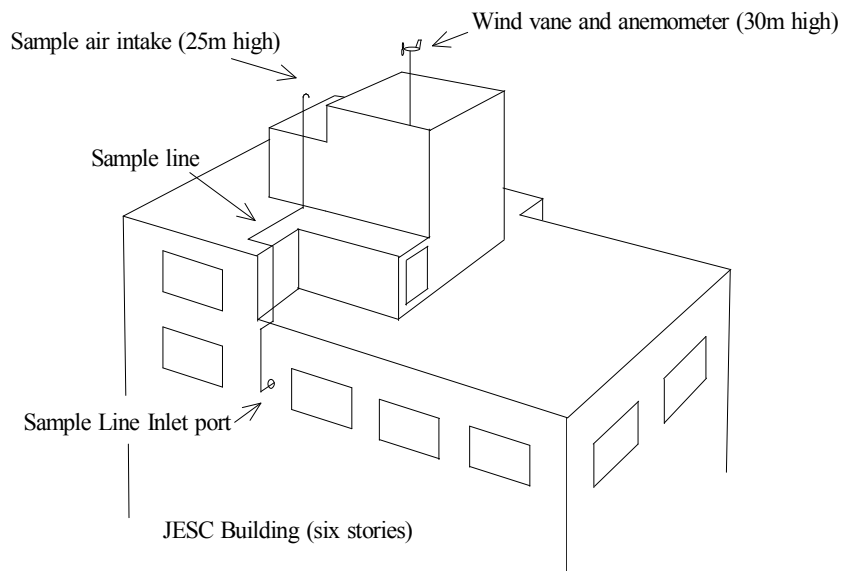 Wind vane and anemometer (30m high)
Sample air intake (25m high)
Sample line
Sample Line Inlet port
JESC Building (six stories)